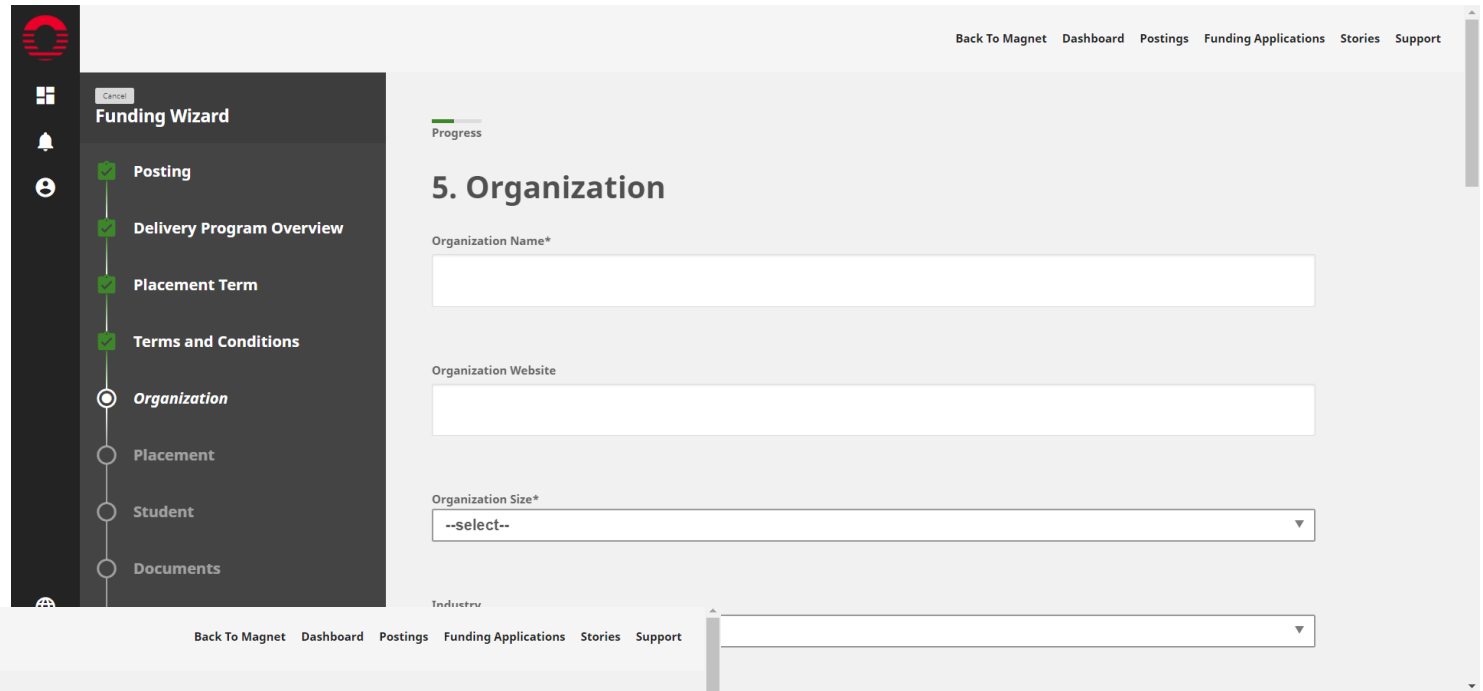 Back To Magnet Dashboard Postings Funding Applications Stories Support
Cancel
Funding Wizard
Posting
Delivery Program Overview
Placement Term
Terms and Conditions
Organization
Placement
Student
Documents
Progress
5. Organization
Organization Name*
Organization Website
Organization Size*
--select--
Industry
Back To Magnet Dashboard Postings Funding Applications Stories Support